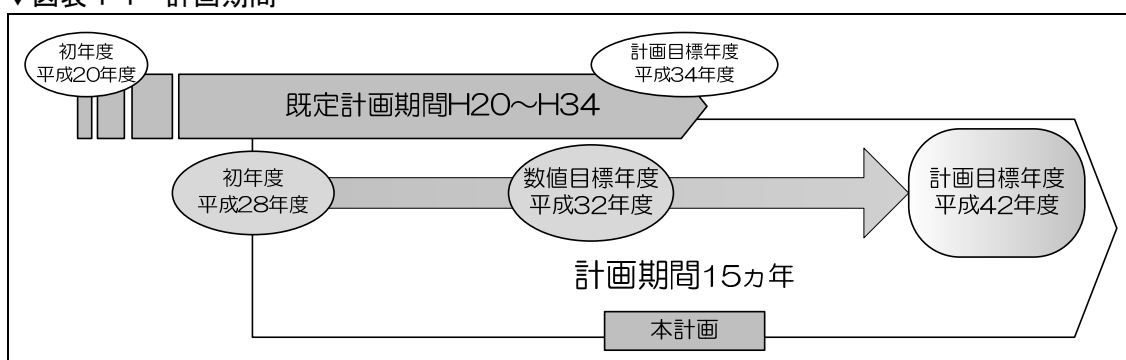 ▼図表 1-1 計画期間
初年度
平成20年度
計画目標年度
平成34年度
既定計画期間H20～H34
初年度
平成28年度
数値目標年度
平成32年度
計画目標年度
平成42年度
計画期間15ヵ年
本計画